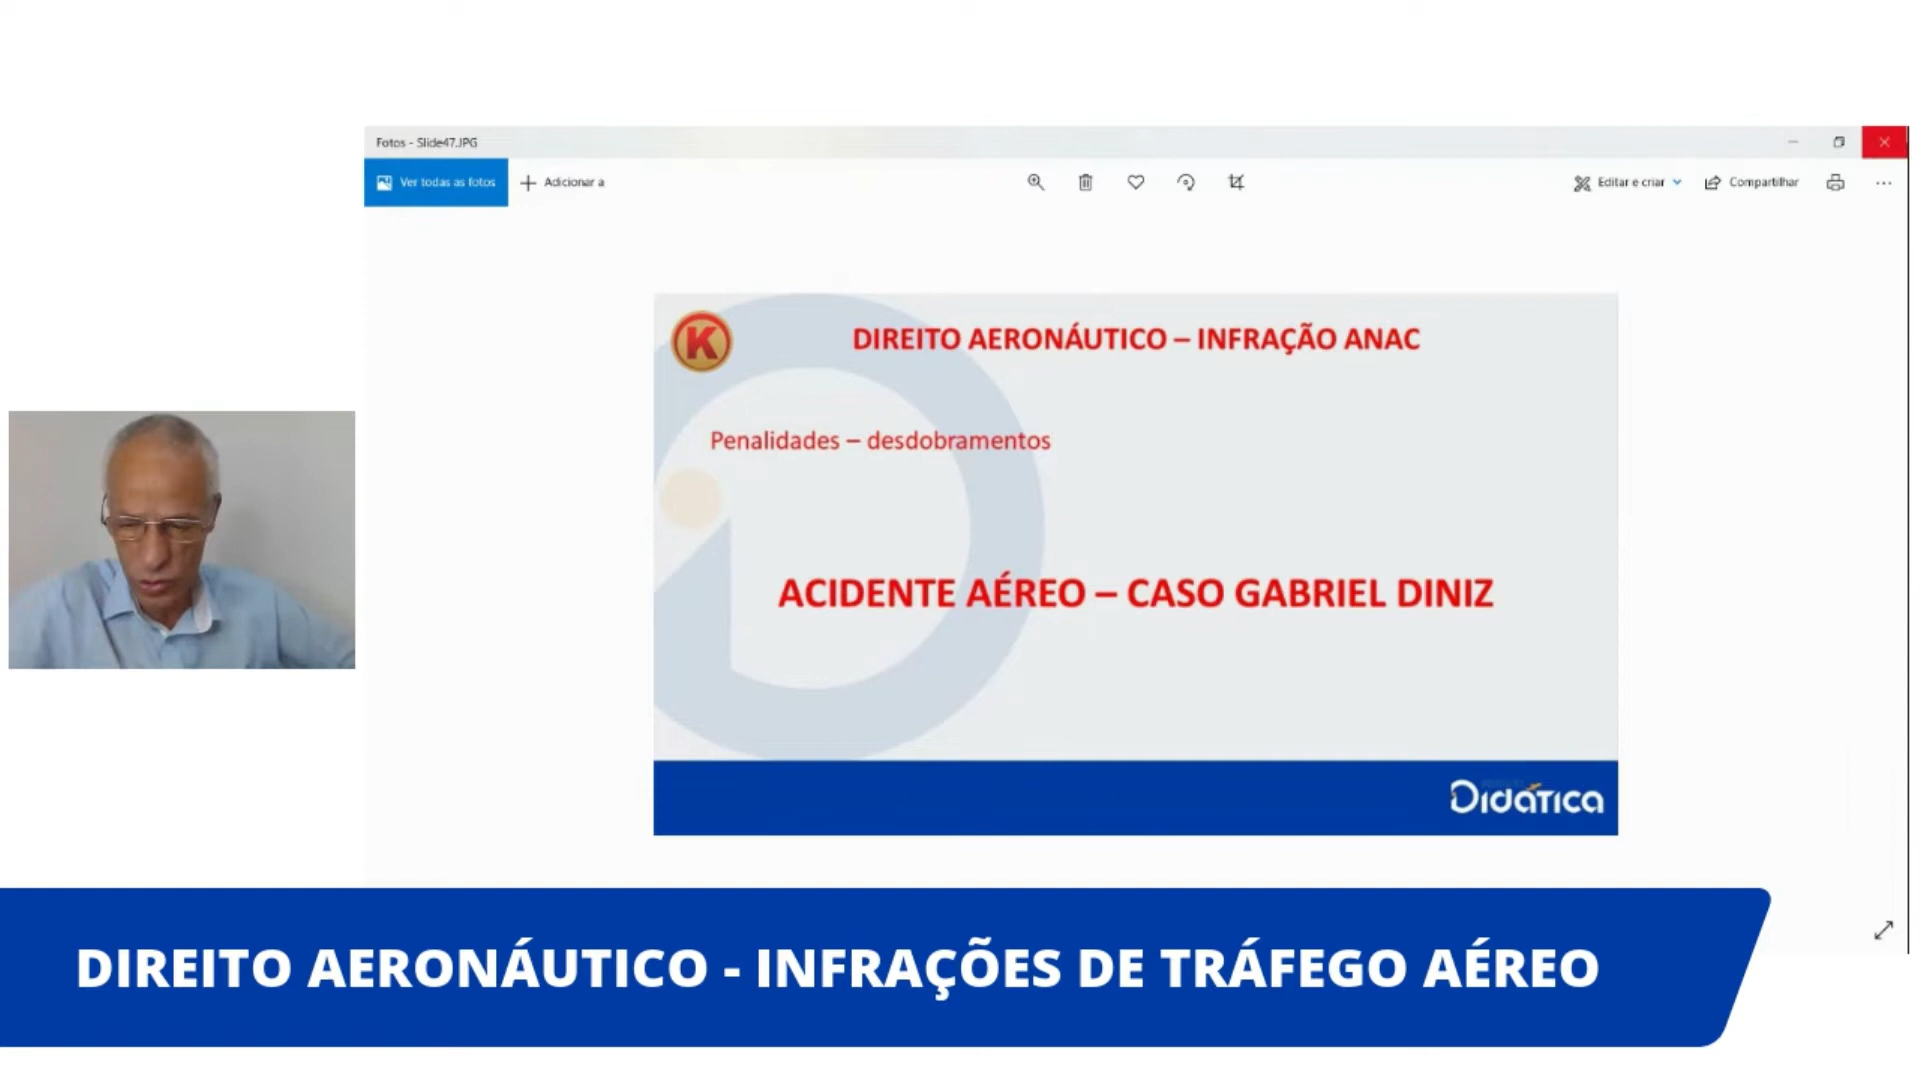 Fotos - Slide47.JPG
Ver todas as fotos
Adicionar a
Editar e criar
Compartilhar
K
DIREITO AERONÁUTICO – INFRAÇÃO ANAC
Penalidades – desdobramentos
ACIDENTE AÉREO – CASO GABRIEL DINIZ
Didática
DIREITO AERONÁUTICO - INFRAÇÕES DE TRÁFEGO AÉREO